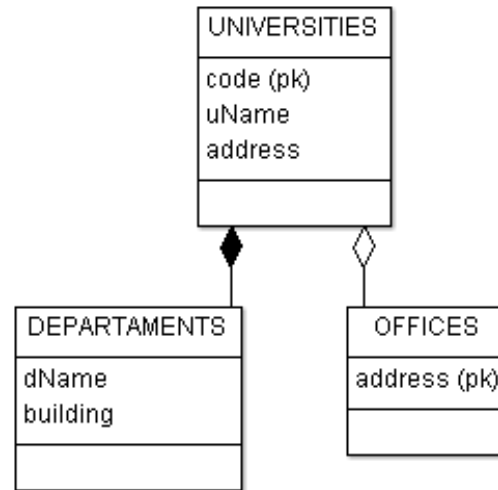 UNIVERSITIES
code (pk)
uName
address
DEPARTAMENTS
dName
building
OFFICES
address (pk)